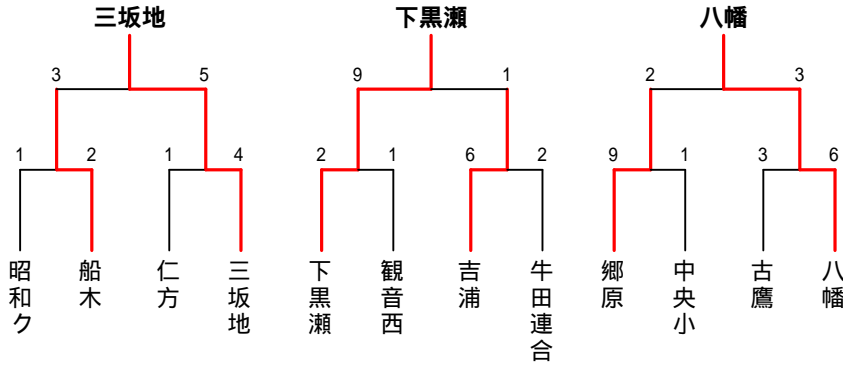 三坂地 下黒瀬 八幡
3 5 9 1 2 3
1 2 1 4 2 1 6 2 9 1 3 6
昭和ク
船木
仁方
三坂地
下黒瀬
観音西
吉浦
牛田連合
郷原
中央小
古鷹
八幡